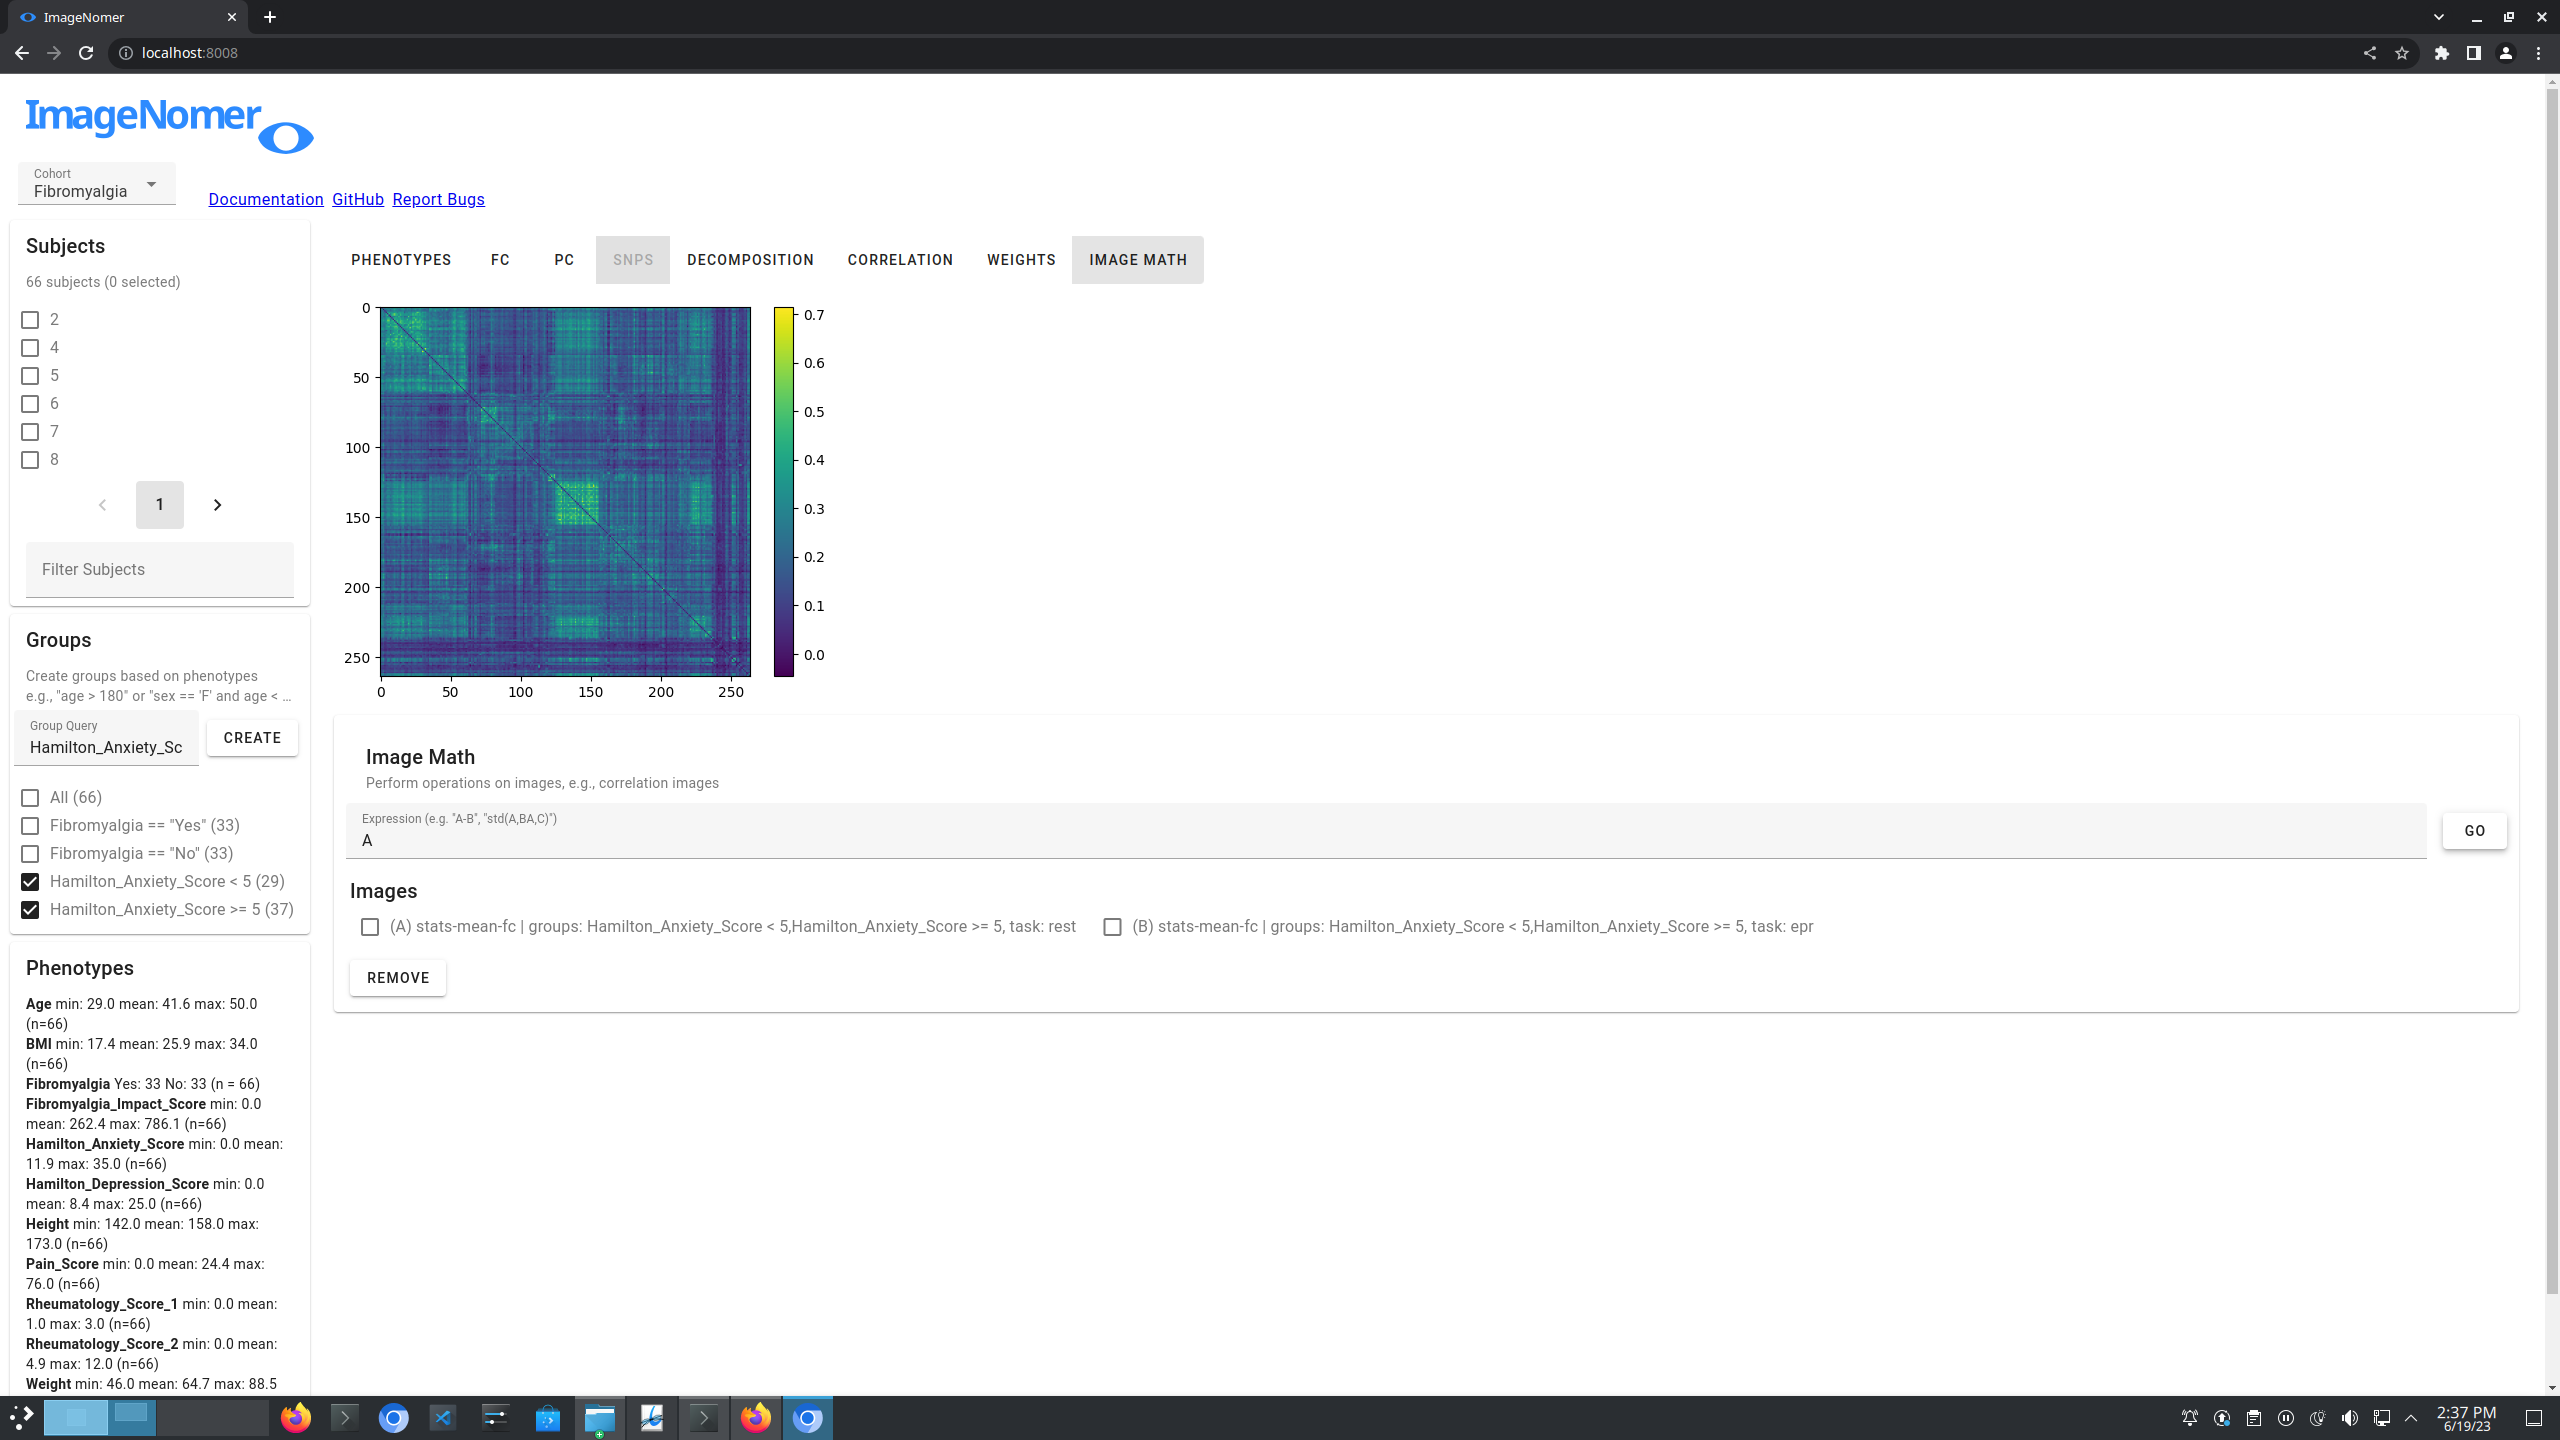 ImageNomer
localhost:8008
ImageNomer
Cohort
Fibromyalgia
Documentation GitHub Report Bugs
Subjects
66 subjects (0 selected)
2
4
5
6
7
8
1
Filter Subjects
Groups
Create groups based on phenotypes
e.g., "age > 180" or "sex == 'F' and age < …
Group Query
Hamilton_Anxiety_Sc
CREATE
All (66)
Fibromyalgia == "Yes" (33)
Fibromyalgia == "No" (33)
Hamilton_Anxiety_Score < 5 (29)
Hamilton_Anxiety_Score >= 5 (37)
Phenotypes
Age min: 29.0 mean: 41.6 max: 50.0
(n=66)
BMI min: 17.4 mean: 25.9 max: 34.0
(n=66)
Fibromyalgia Yes: 33 No: 33 (n = 66)
Fibromyalgia_Impact_Score min: 0.0
mean: 262.4 max: 786.1 (n=66)
Hamilton_Anxiety_Score min: 0.0 mean:
11.9 max: 35.0 (n=66)
Hamilton_Depression_Score min: 0.0
mean: 8.4 max: 25.0 (n=66)
Height min: 142.0 mean: 158.0 max:
173.0 (n=66)
Pain_Score min: 0.0 mean: 24.4 max:
76.0 (n=66)
Rheumatology_Score_1 min: 0.0 mean:
1.0 max: 3.0 (n=66)
Rheumatology_Score_2 min: 0.0 mean:
4.9 max: 12.0 (n=66)
Weight min: 46.0 mean: 64.7 max: 88.5
PHENOTYPES FC PC SNPS DECOMPOSITION CORRELATION WEIGHTS IMAGE MATH
0
50
100
150
200
250
0 50 100 150 200 250
0.7
0.6
0.5
0.4
0.3
0.2
0.1
0.0
Image Math
Perform operations on images, e.g., correlation images
Expression (e.g. "A-B", "std(A,BA,C)")
A
GO
Images
(A) stats-mean-fc | groups: Hamilton_Anxiety_Score < 5,Hamilton_Anxiety_Score >= 5, task: rest
(B) stats-mean-fc | groups: Hamilton_Anxiety_Score < 5,Hamilton_Anxiety_Score >= 5, task: epr
REMOVE
2:37 PM
6/19/23